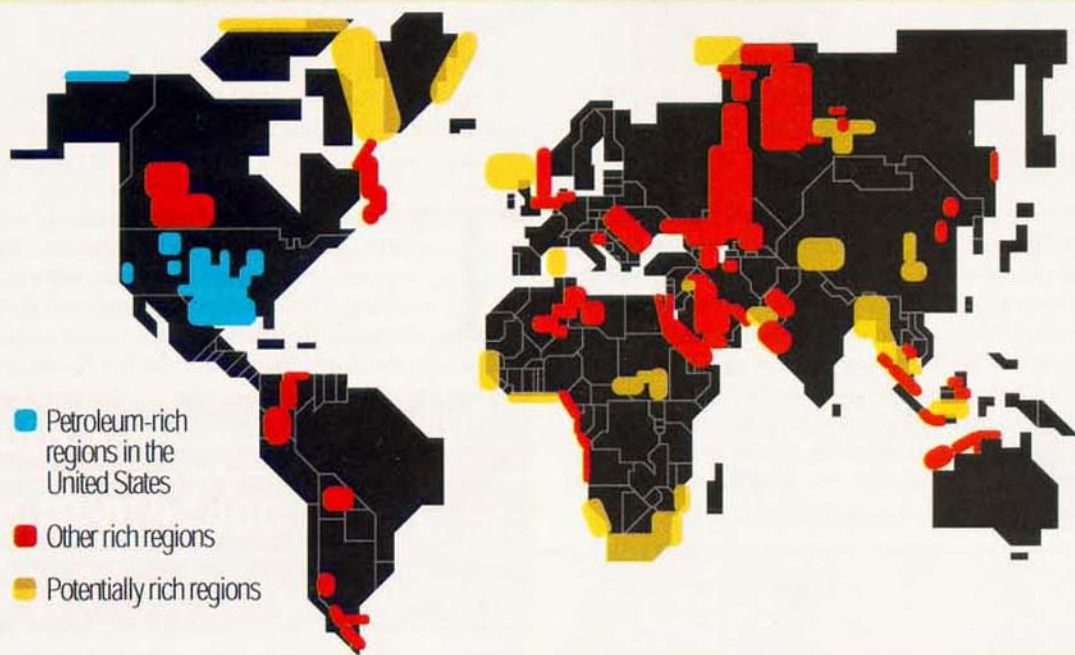 Petroleum-rich
regions in the
United States
Other rich regions
Potentially rich regions